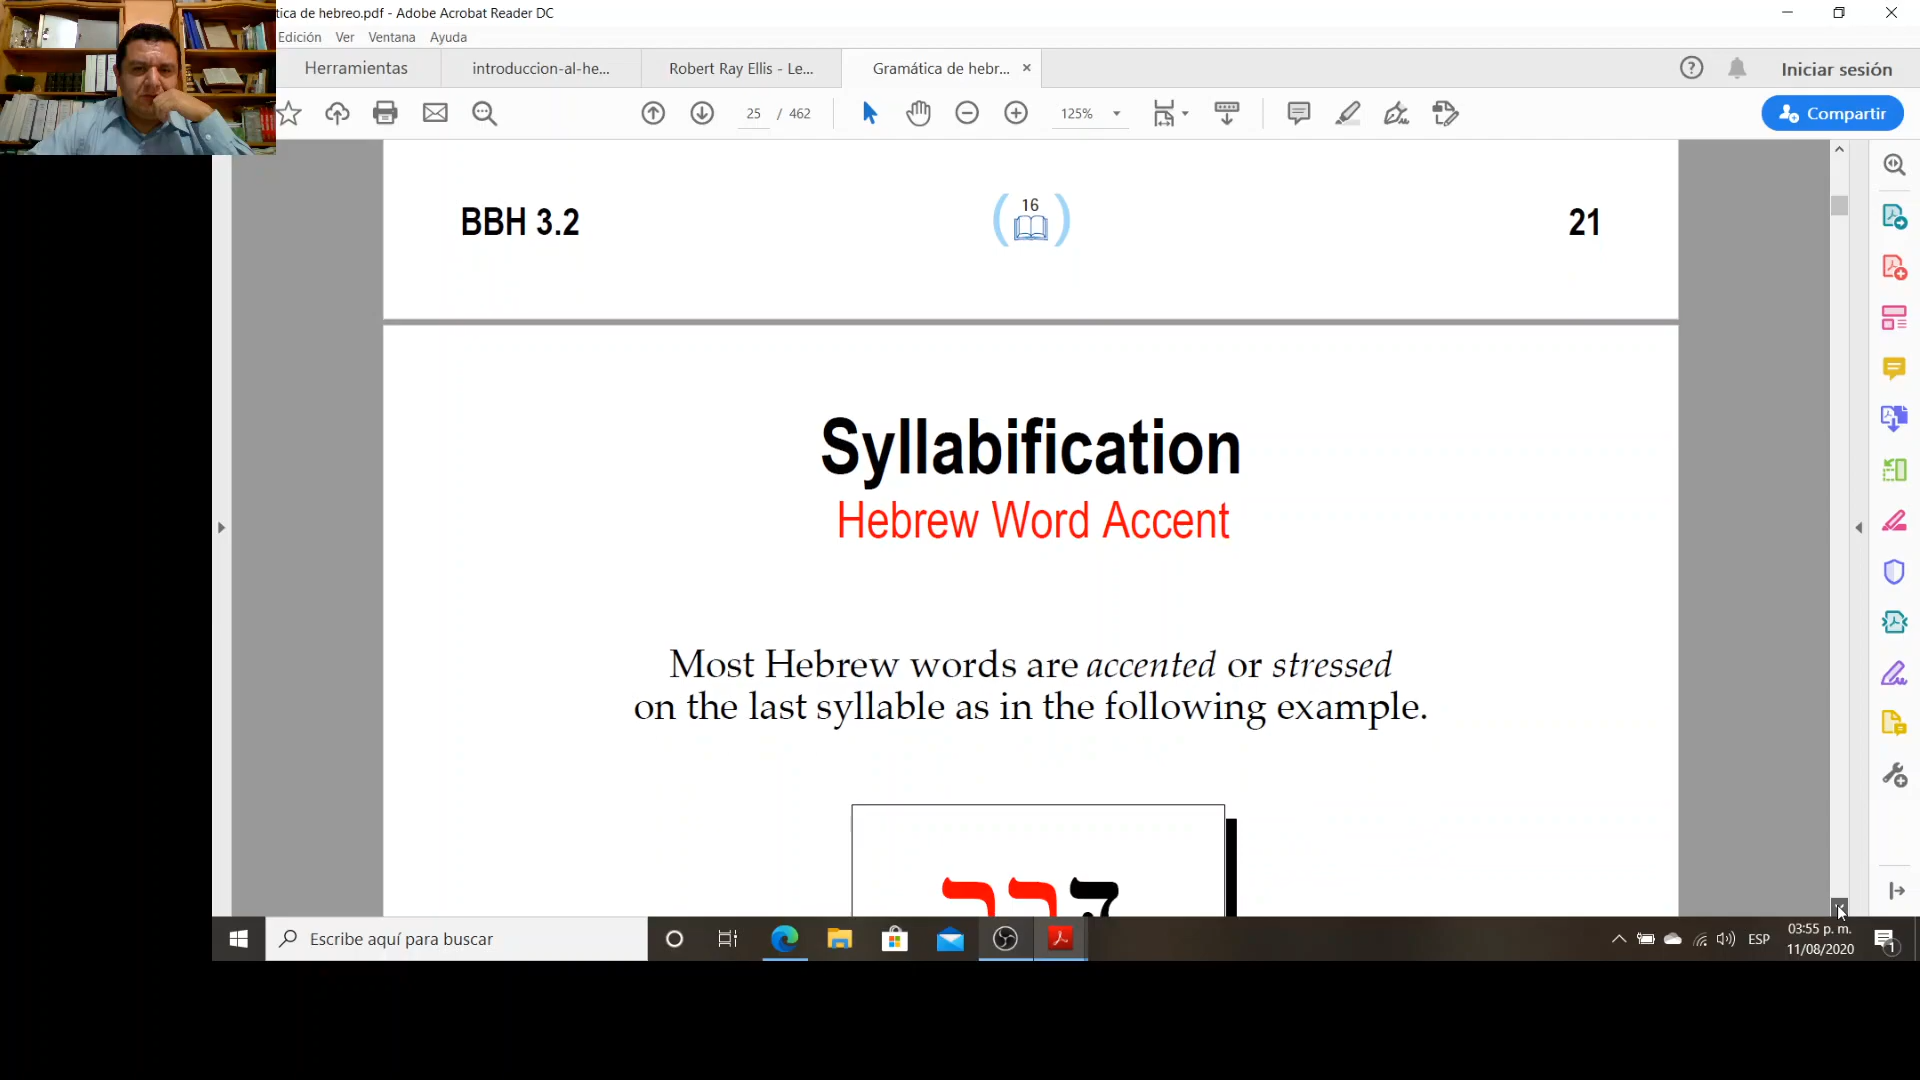 tica de hebreo.pdf - Adobe Acrobat Reader DC
Edición Ver Ventana Ayuda
Herramientas introduccion-al-he... Robert Ray Ellis - Le... Gramática de hebr... Iniciar sesión
25 / 462 125% Compartir
BBH 3.2 16 21
Syllabification
Hebrew Word Accent
Most Hebrew words are accented or stressed
on the last syllable as in the following example.
Escribe aquí para buscar
ESP 03:55 p. m.
11/08/2020
1